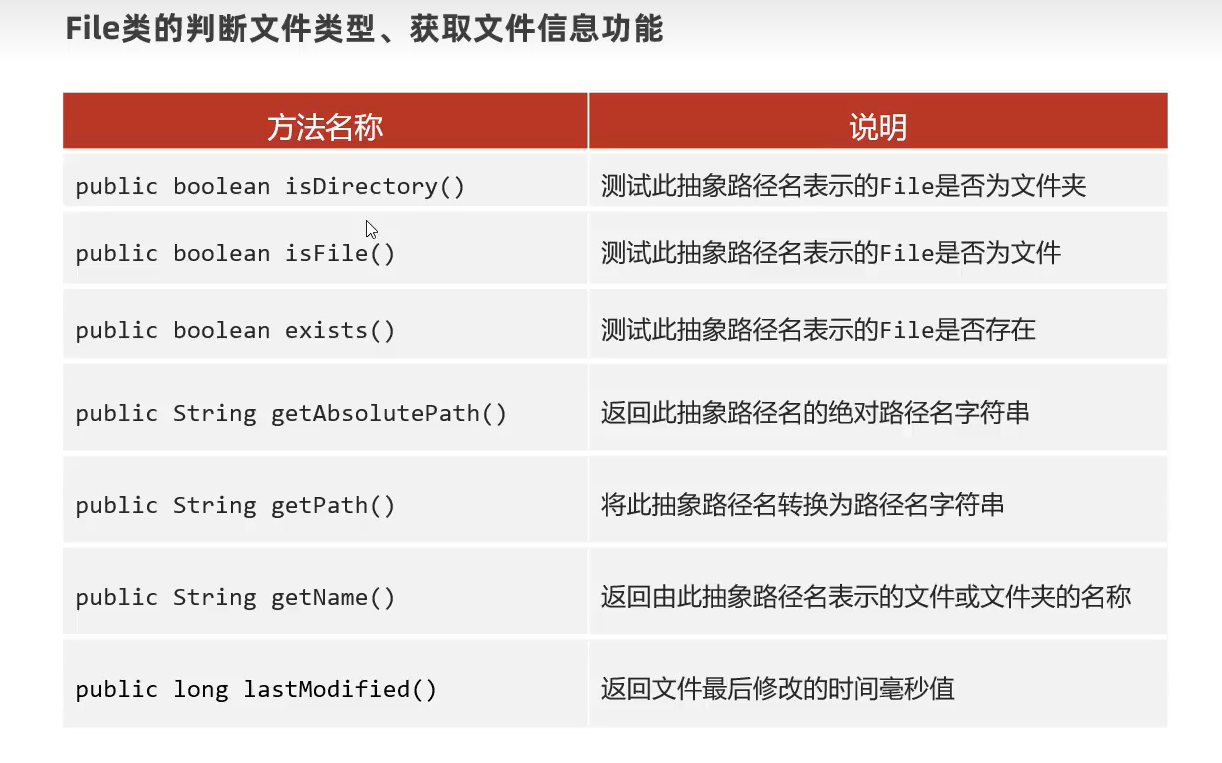 File类的判断文件类型、获取文件信息功能
方法名称 说明
public boolean isDirectory() 测试此抽象路径名表示的File是否为文件夹
public boolean isFile() 测试此抽象路径名表示的File是否为文件
public boolean exists() 测试此抽象路径名表示的File是否存在
public String getAbsolutePath() 返回此抽象路径名的绝对路径名字符串
public String getPath() 将此抽象路径名转换为路径名字符串
public String getName() 返回由此抽象路径名表示的文件或文件夹的名称
public long lastModified() 返回文件最后修改的时间毫秒值